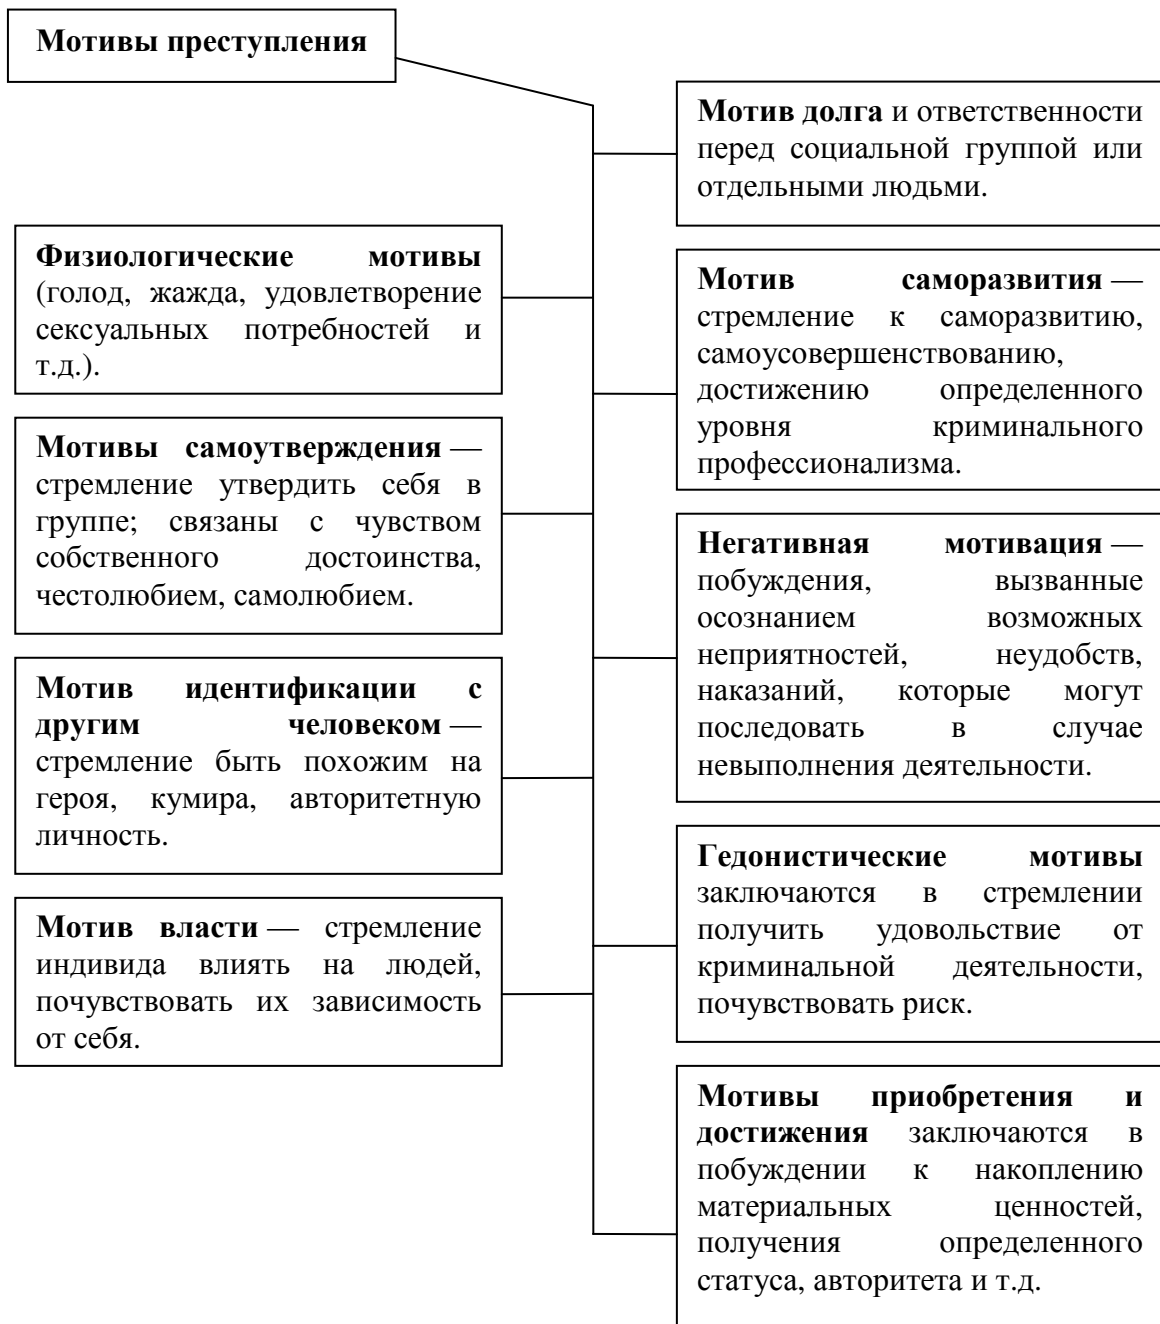 Мотивы преступления
Физиологические мотивы
(голод, жажда, удовлетворение
сексуальных потребностей и
т.д.).
Мотивы самоутверждения —
стремление утвердить себя в
группе; связаны с чувством
собственного достоинства,
честолюбием, самолюбием.
Мотив идентификации с
другим человеком —
стремление быть похожим на
героя, кумира, авторитетную
личность.
Мотив власти — стремление
индивида влиять на людей,
почувствовать их зависимость
от себя.
Мотив долга и ответственности
перед социальной группой или
отдельными людьми.
Мотив саморазвития —
стремление к саморазвитию,
самоусовершенствованию,
достижению определенного
уровня криминального
профессионализма.
Негативная мотивация —
побуждения, вызванные
осознанием возможных
неприятностей, неудобств,
наказаний, которые могут
последовать в случае
невыполнения деятельности.
Гедонистические мотивы
заключаются в стремлении
получить удовольствие от
криминальной деятельности,
почувствовать риск.
Мотивы приобретения и
достижения заключаются в
побуждении к накоплению
материальных ценностей,
получения определенного
статуса, авторитета и т.д.